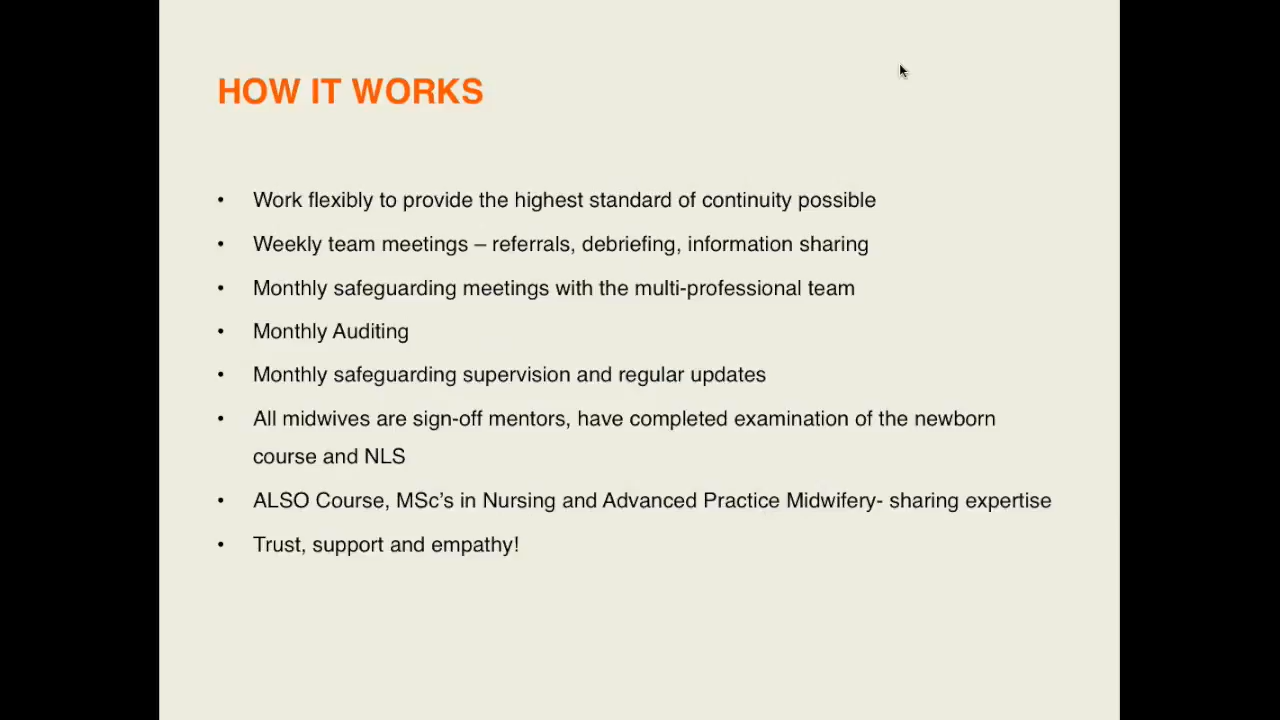 HOW IT WORKS
• Work flexibly to provide the highest standard of continuity possible
• Weekly team meetings – referrals, debriefing, information sharing
• Monthly safeguarding meetings with the multi-professional team
• Monthly Auditing
• Monthly safeguarding supervision and regular updates
• All midwives are sign-off mentors, have completed examination of the newborn
course and NLS
• ALSO Course, MSc’s in Nursing and Advanced Practice Midwifery- sharing expertise
• Trust, support and empathy!